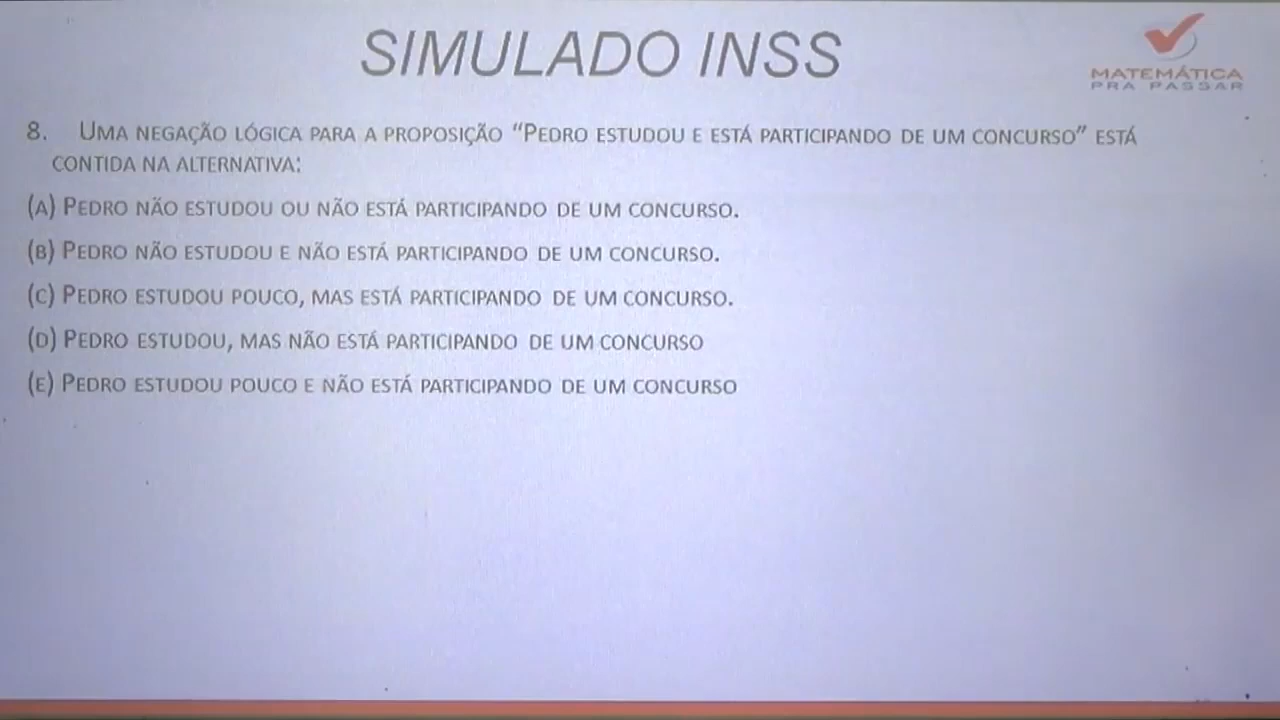 SIMULADO INSS
MATEMÁTICA
PRA PASSAR
8. UMA NEGAÇÃO LÓGICA PARA A PROPOSIÇÃO “PEDRO ESTUDOU E ESTÁ PARTICIPANDO DE UM CONCURSO” ESTÁ
CONTIDA NA ALTERNATIVA:
(A) PEDRO NÃO ESTUDOU OU NÃO ESTÁ PARTICIPANDO DE UM CONCURSO.
(B) PEDRO NÃO ESTUDOU E NÃO ESTÁ PARTICIPANDO DE UM CONCURSO.
(C) PEDRO ESTUDOU POUCO, MAS ESTÁ PARTICIPANDO DE UM CONCURSO.
(D) PEDRO ESTUDOU, MAS NÃO ESTÁ PARTICIPANDO DE UM CONCURSO
(E) PEDRO ESTUDOU POUCO E NÃO ESTÁ PARTICIPANDO DE UM CONCURSO